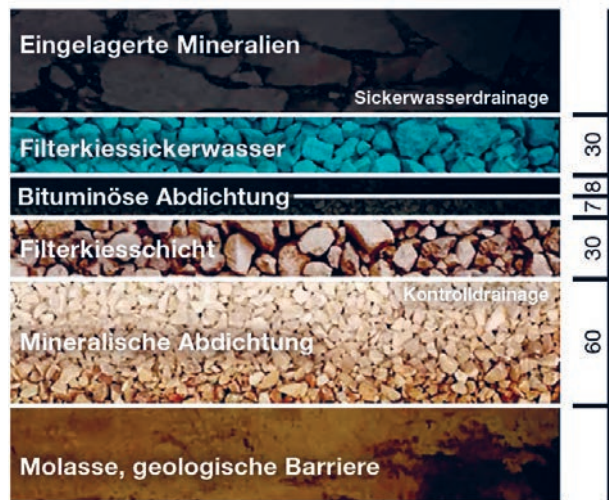 Eingelagerte Mineralien
Sickerwasserdrainage
Filterkiessickerwasser
30
Bituminöse Abdichtung
8
7
Filterkiesschicht
30
Kontrolldrainage
Mineralische Abdichtung
60
Molasse, geologische Barriere